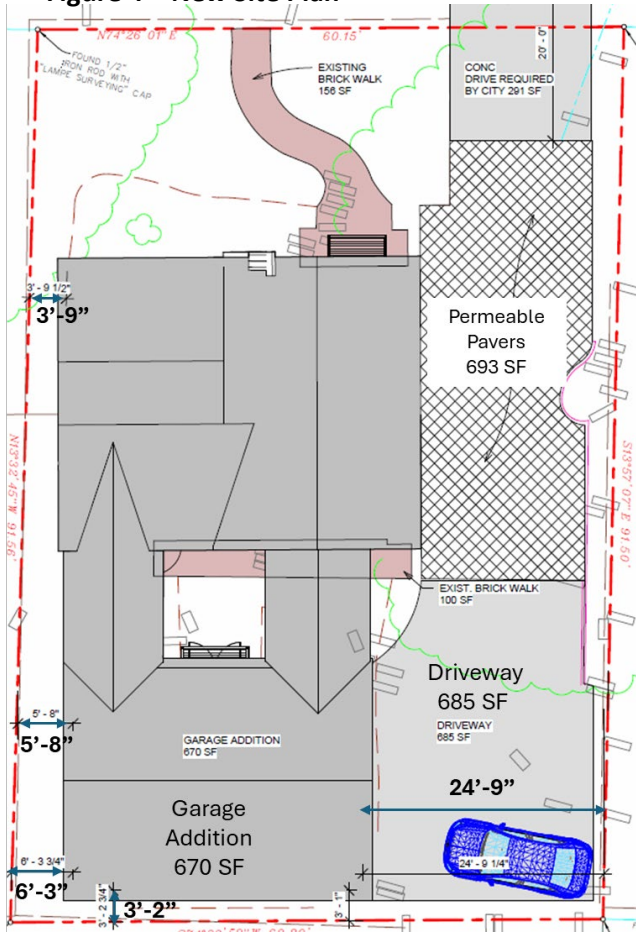 Figure 4 – New Site Plan
N74°26'01"E 60.15'
FOUND 1/2"
IRON ROD WITH
"LAMPE SURVEYING" CAP
EXISTING
BRICK WALK
156 SF
20' - 0"
CONC
DRIVE REQUIRED
BY CITY 291 SF
3' - 9 1/2"
3'-9"
Permeable
Pavers
693 SF
N13°32'45"W 91.56'
S13°57'07"E 91.50'
EXIST. BRICK WALK
100 SF
Driveway
685 SF
DRIVEWAY
685 SF
5' - 8"
5'-8"
GARAGE ADDITION
670 SF
24'-9"
Garage
Addition
670 SF
24' - 9 1/4"
6' - 3 3/4"
6'-3"
3' - 2 3/4"
3'-2"
3' - 1"